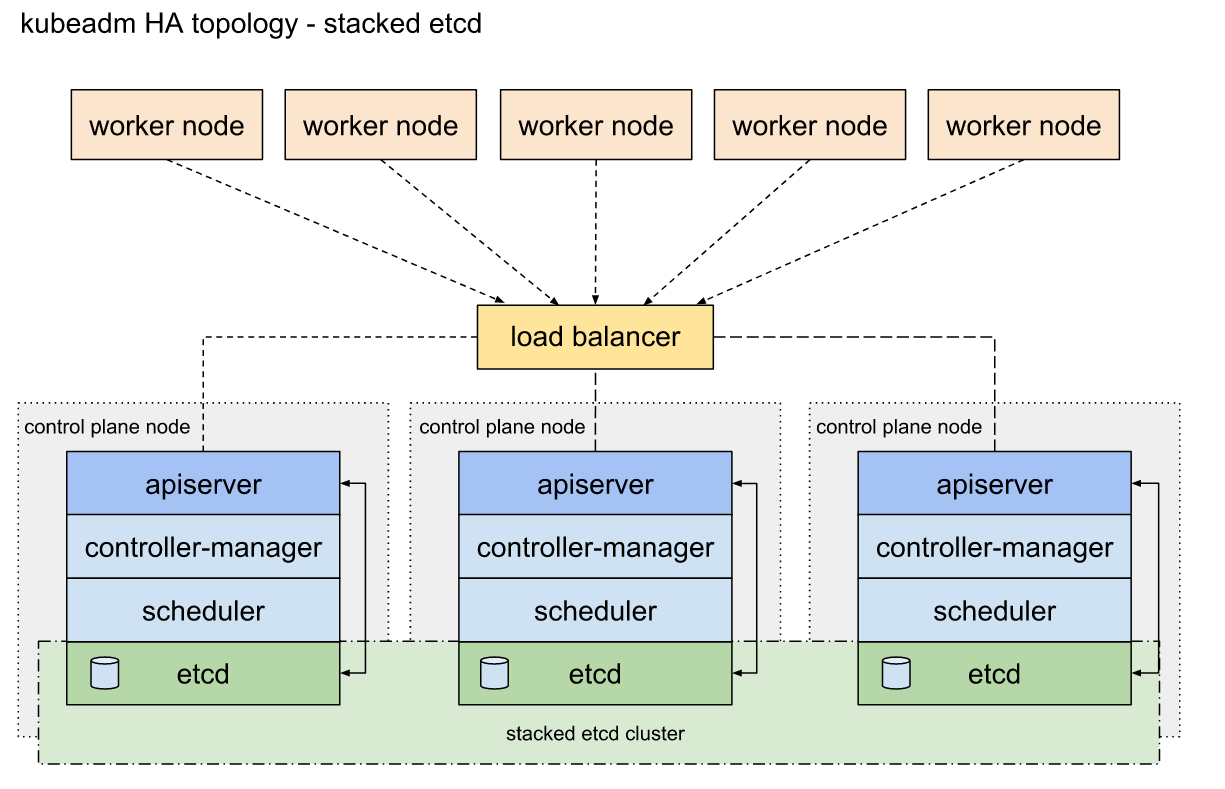 kubeadm HA topology - stacked etcd
worker node
worker node
worker node
worker node
worker node
load balancer
control plane node
control plane node
control plane node
apiserver
apiserver
apiserver
controller-manager
controller-manager
controller-manager
scheduler
scheduler
scheduler
etcd
etcd
etcd
stacked etcd cluster